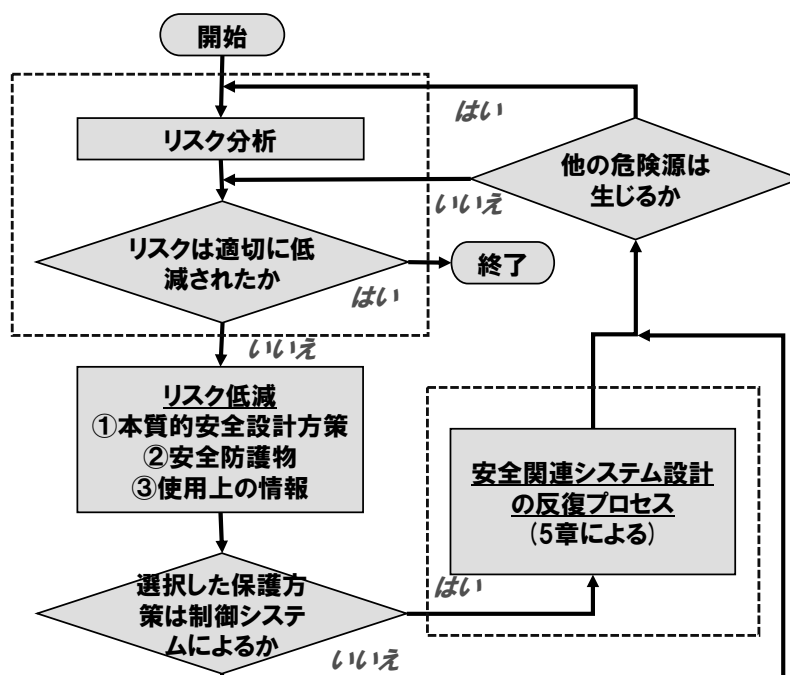 開始
はい
リスク分析
他の危険源は
生じるか
いいえ
リスクは適切に低
減されたか
終了
はい
いいえ
リスク低減
①本質的安全設計方策
②安全防護物
③使用上の情報
安全関連システム設計
の反復プロセス
(5章による)
選択した保護方
策は制御システ
ムによるか
はい
いいえ